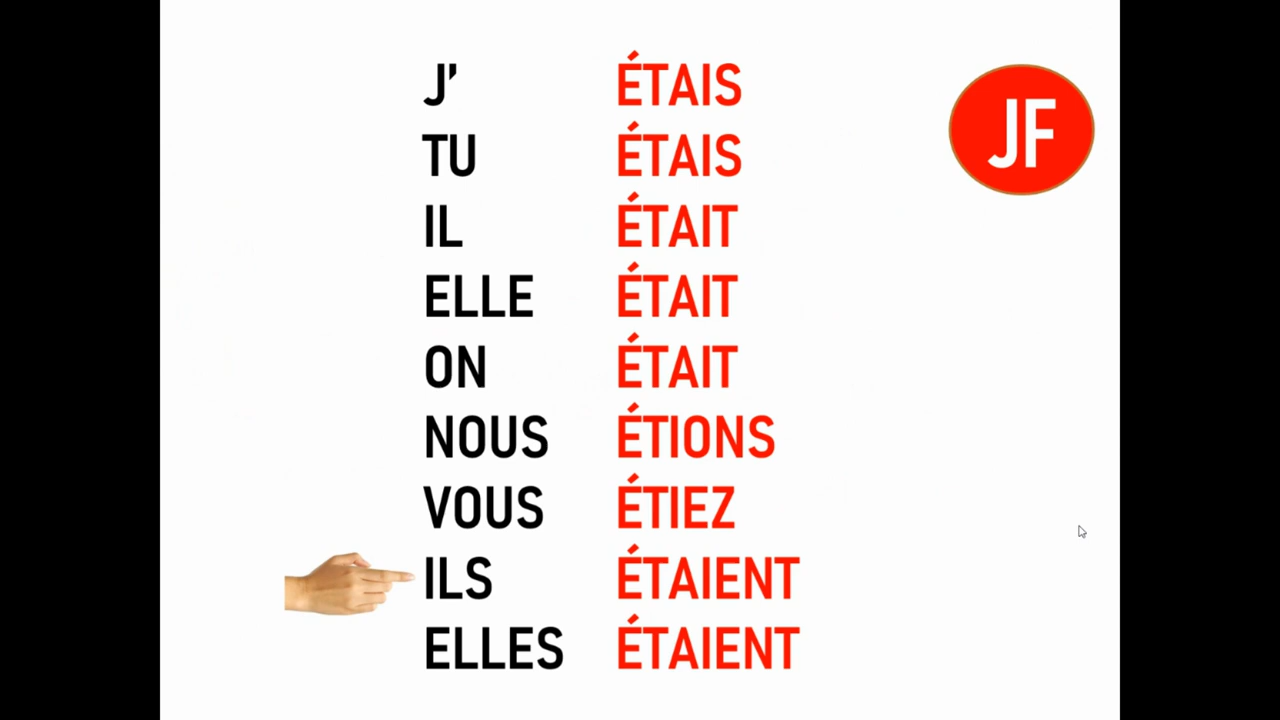 J' ÉTAIS
TU ÉTAIS
IL ÉTAIT
ELLE ÉTAIT
ON ÉTAIT
NOUS ÉTIONS
VOUS ÉTIEZ
ILS ÉTAIENT
ELLES ÉTAIENT
JF